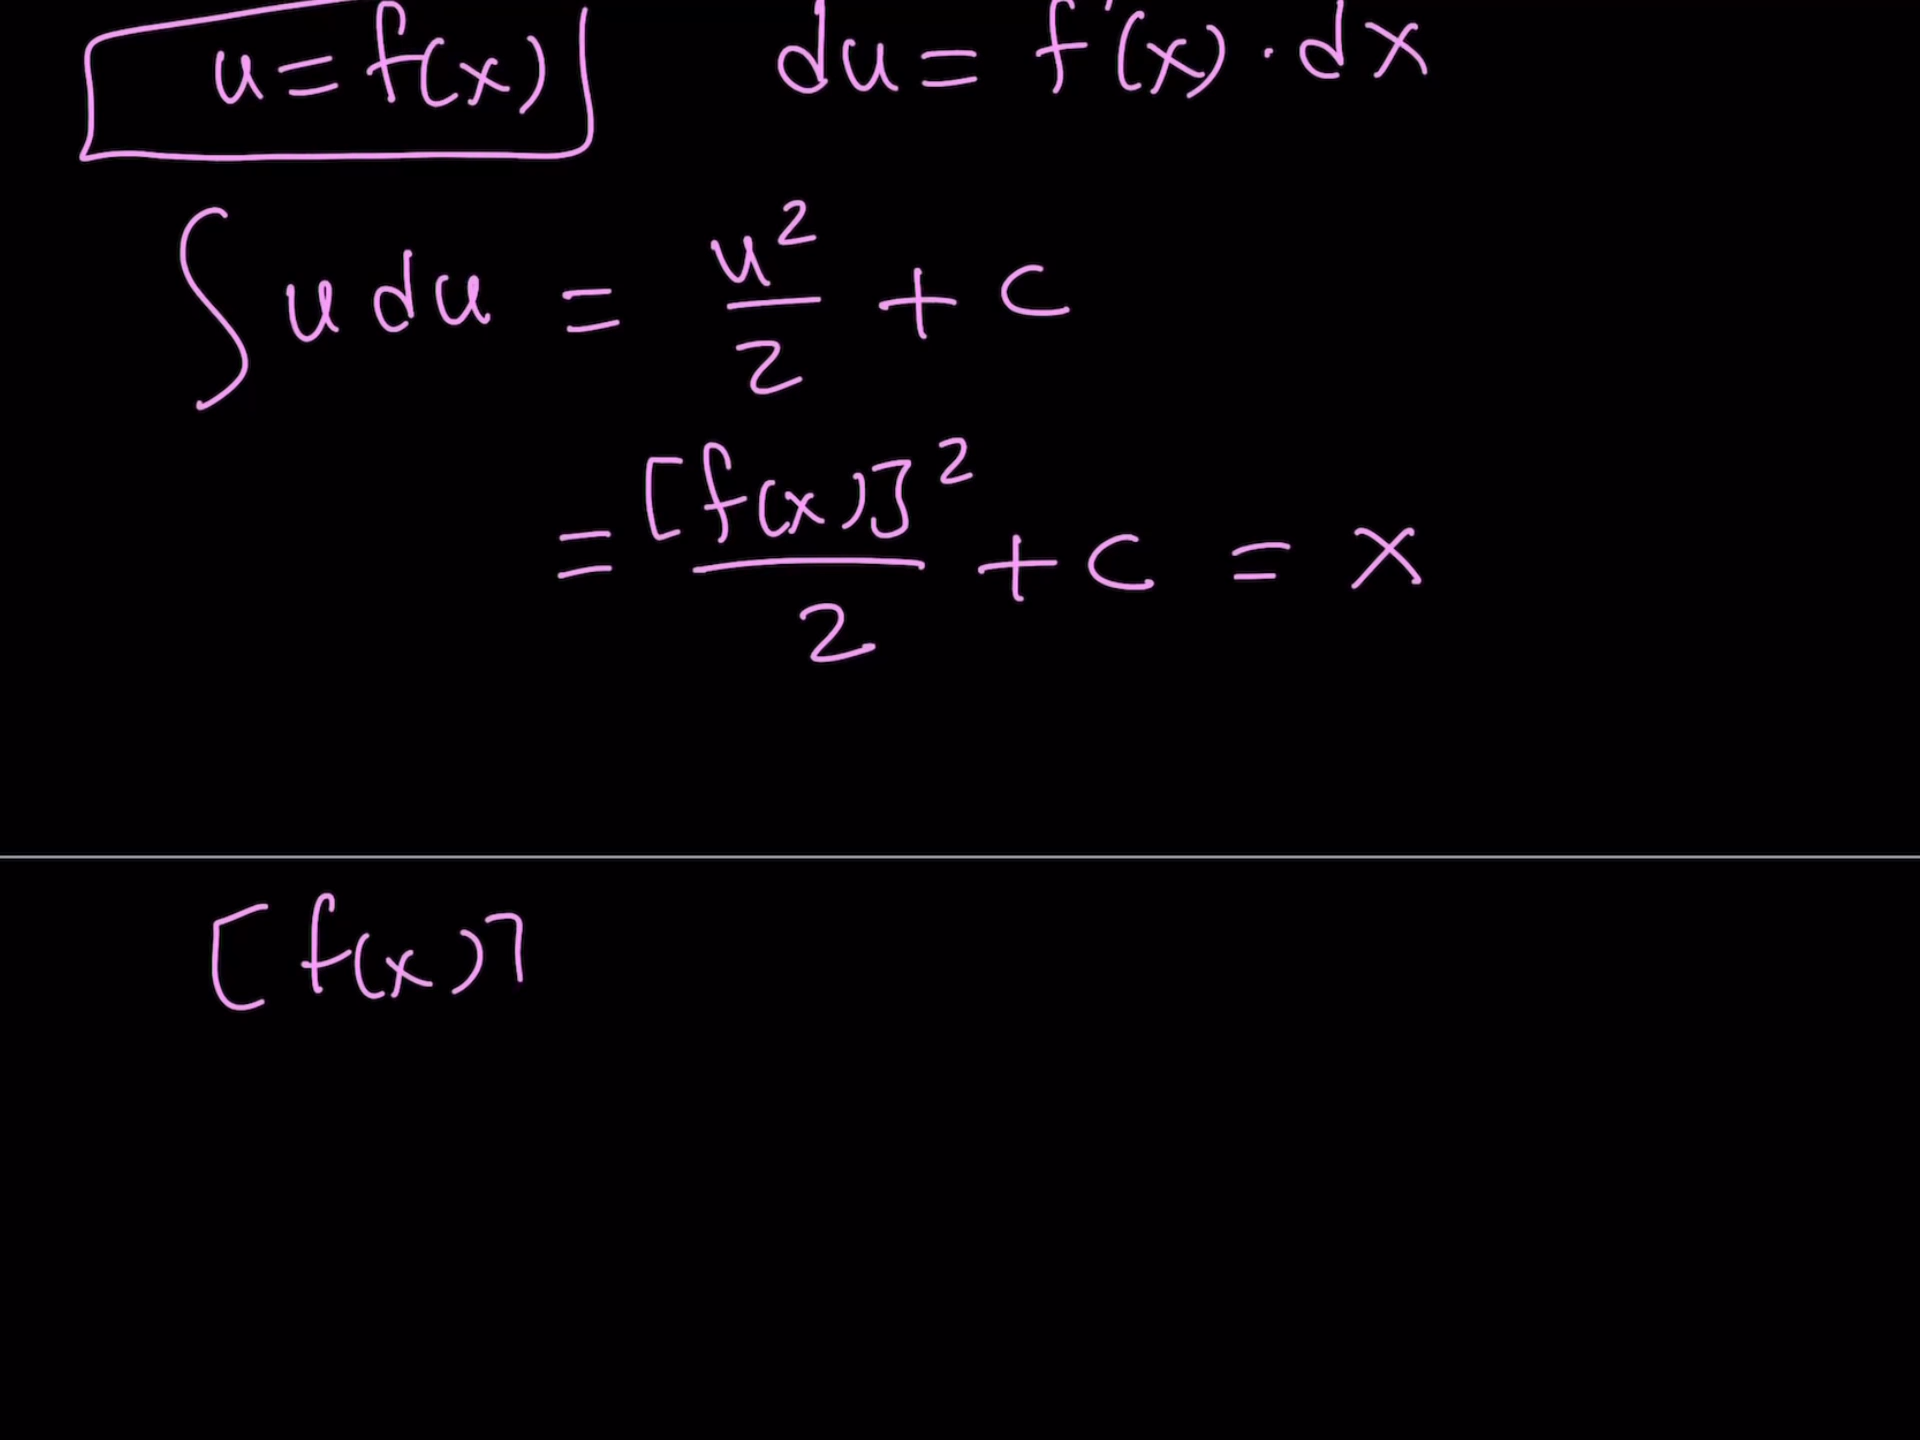 u = f(x) du = f'(x) · dx
∫ u du = u²/2 + c
= [f(x)]²/2 + c = x
[f(x)]